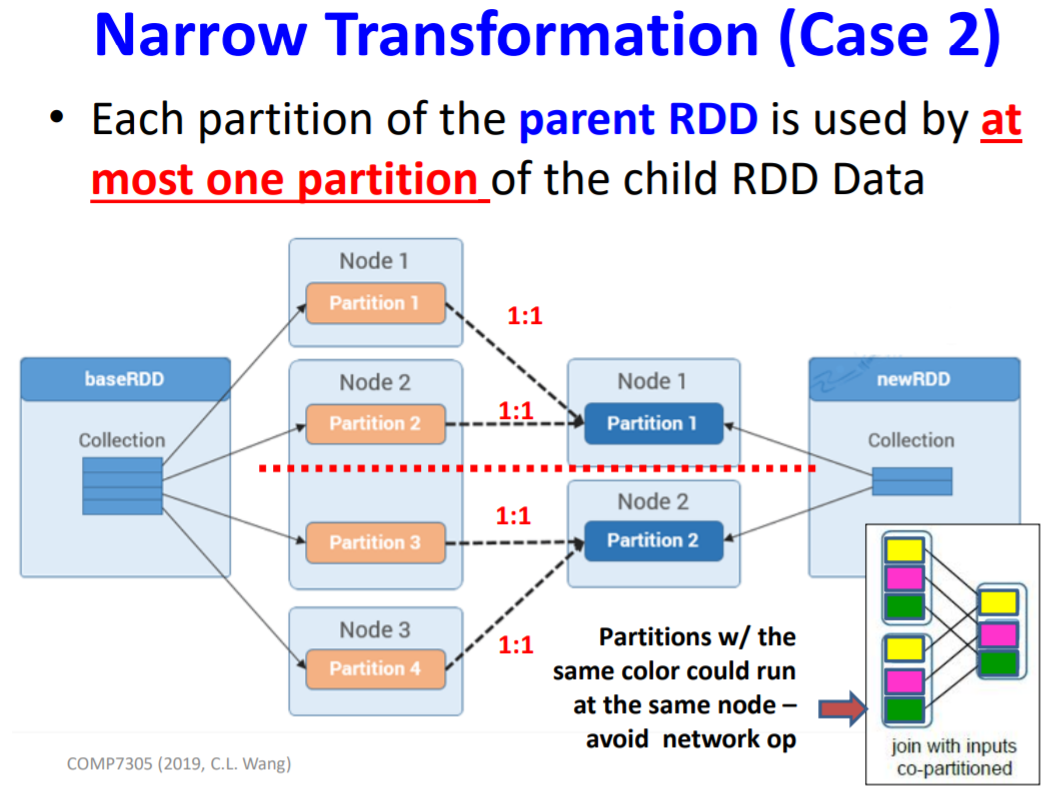 Narrow Transformation (Case 2)
• Each partition of the parent RDD is used by at
most one partition of the child RDD Data
Node 1
Partition 1
1:1
baseRDD
Collection
Node 2
Partition 2
1:1
Node 1
Partition 1
newRDD
Collection
Partition 3
1:1
Node 2
Partition 2
Node 3
Partition 4
1:1
Partitions w/ the
same color could run
at the same node –
avoid network op
join with inputs
co-partitioned
COMP7305 (2019, C.L. Wang)